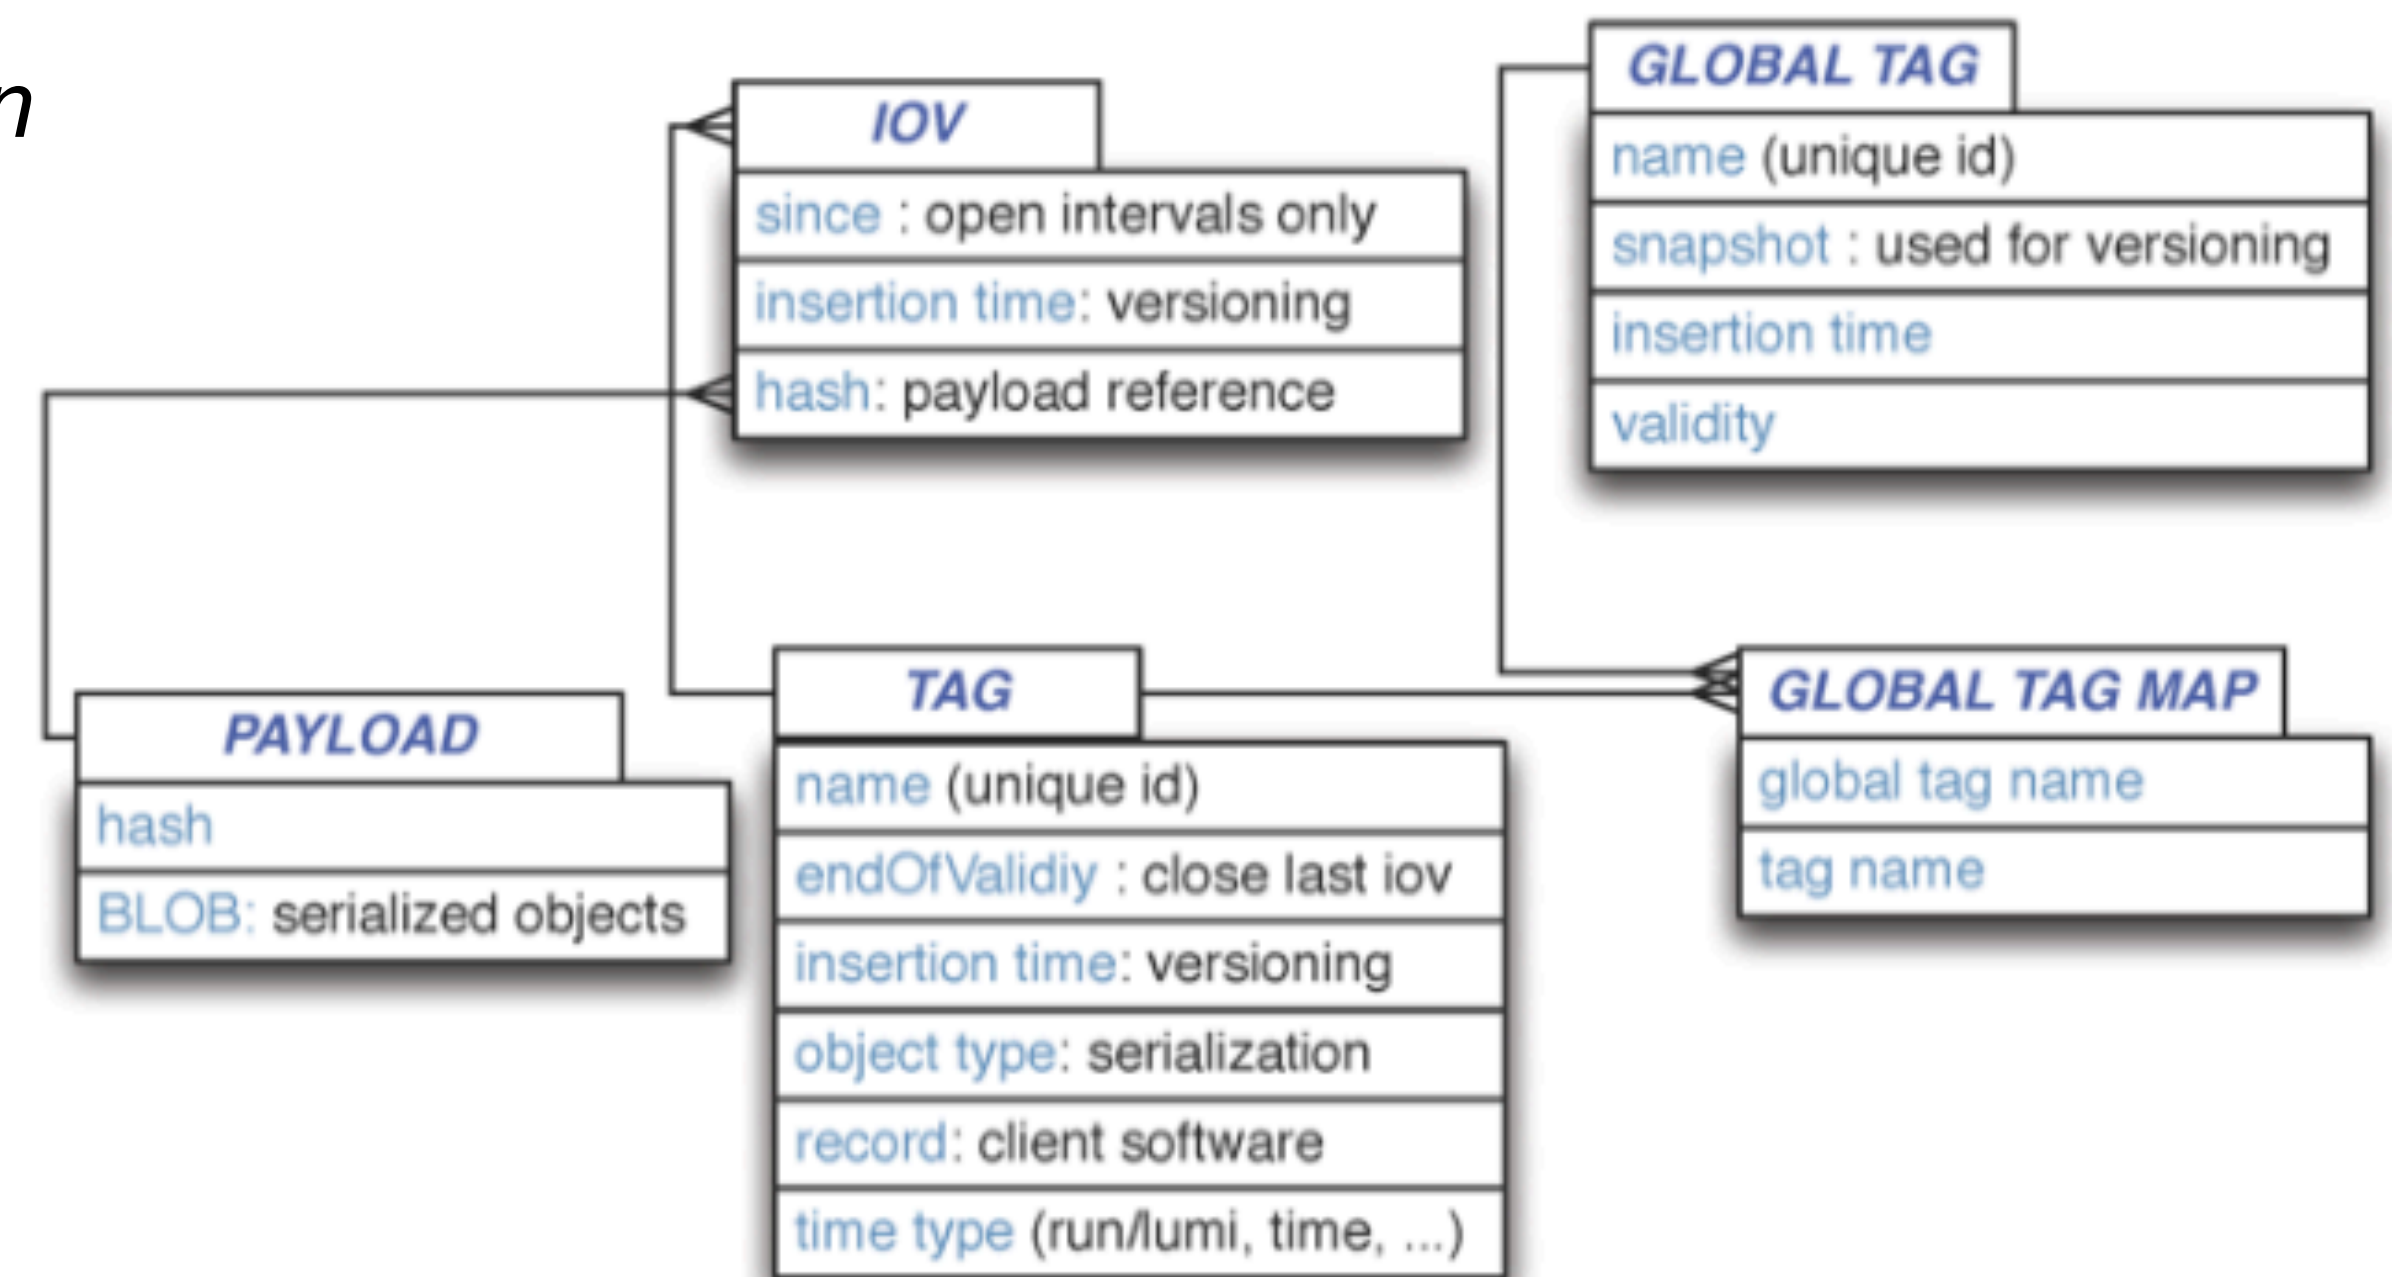 n
IOV
since : open intervals only
insertion time: versioning
hash: payload reference
GLOBAL TAG
name (unique id)
snapshot : used for versioning
insertion time
validity
PAYLOAD
hash
BLOB: serialized objects
TAG
name (unique id)
endOfValidiy : close last iov
insertion time: versioning
object type: serialization
record: client software
time type (run/lumi, time, ...)
GLOBAL TAG MAP
global tag name
tag name